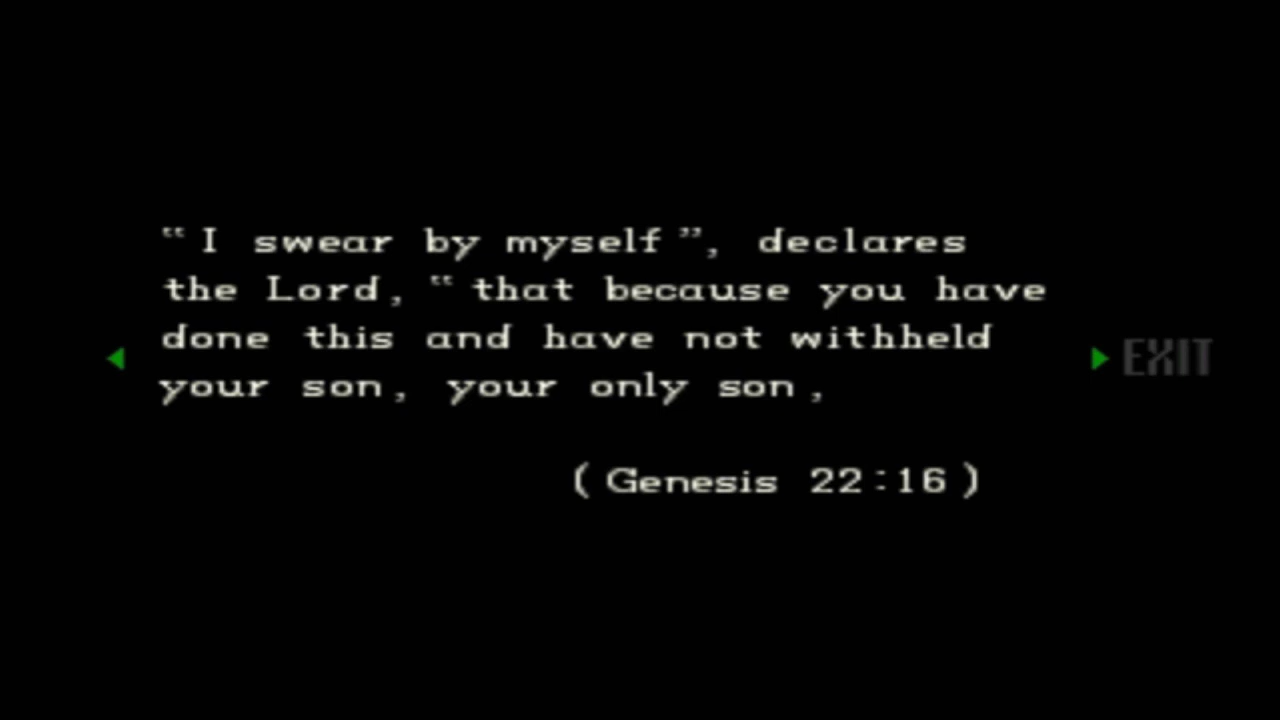 “I swear by myself”, declares
the Lord, “that because you have
done this and have not withheld
your son, your only son,
EXIT
(Genesis 22:16)